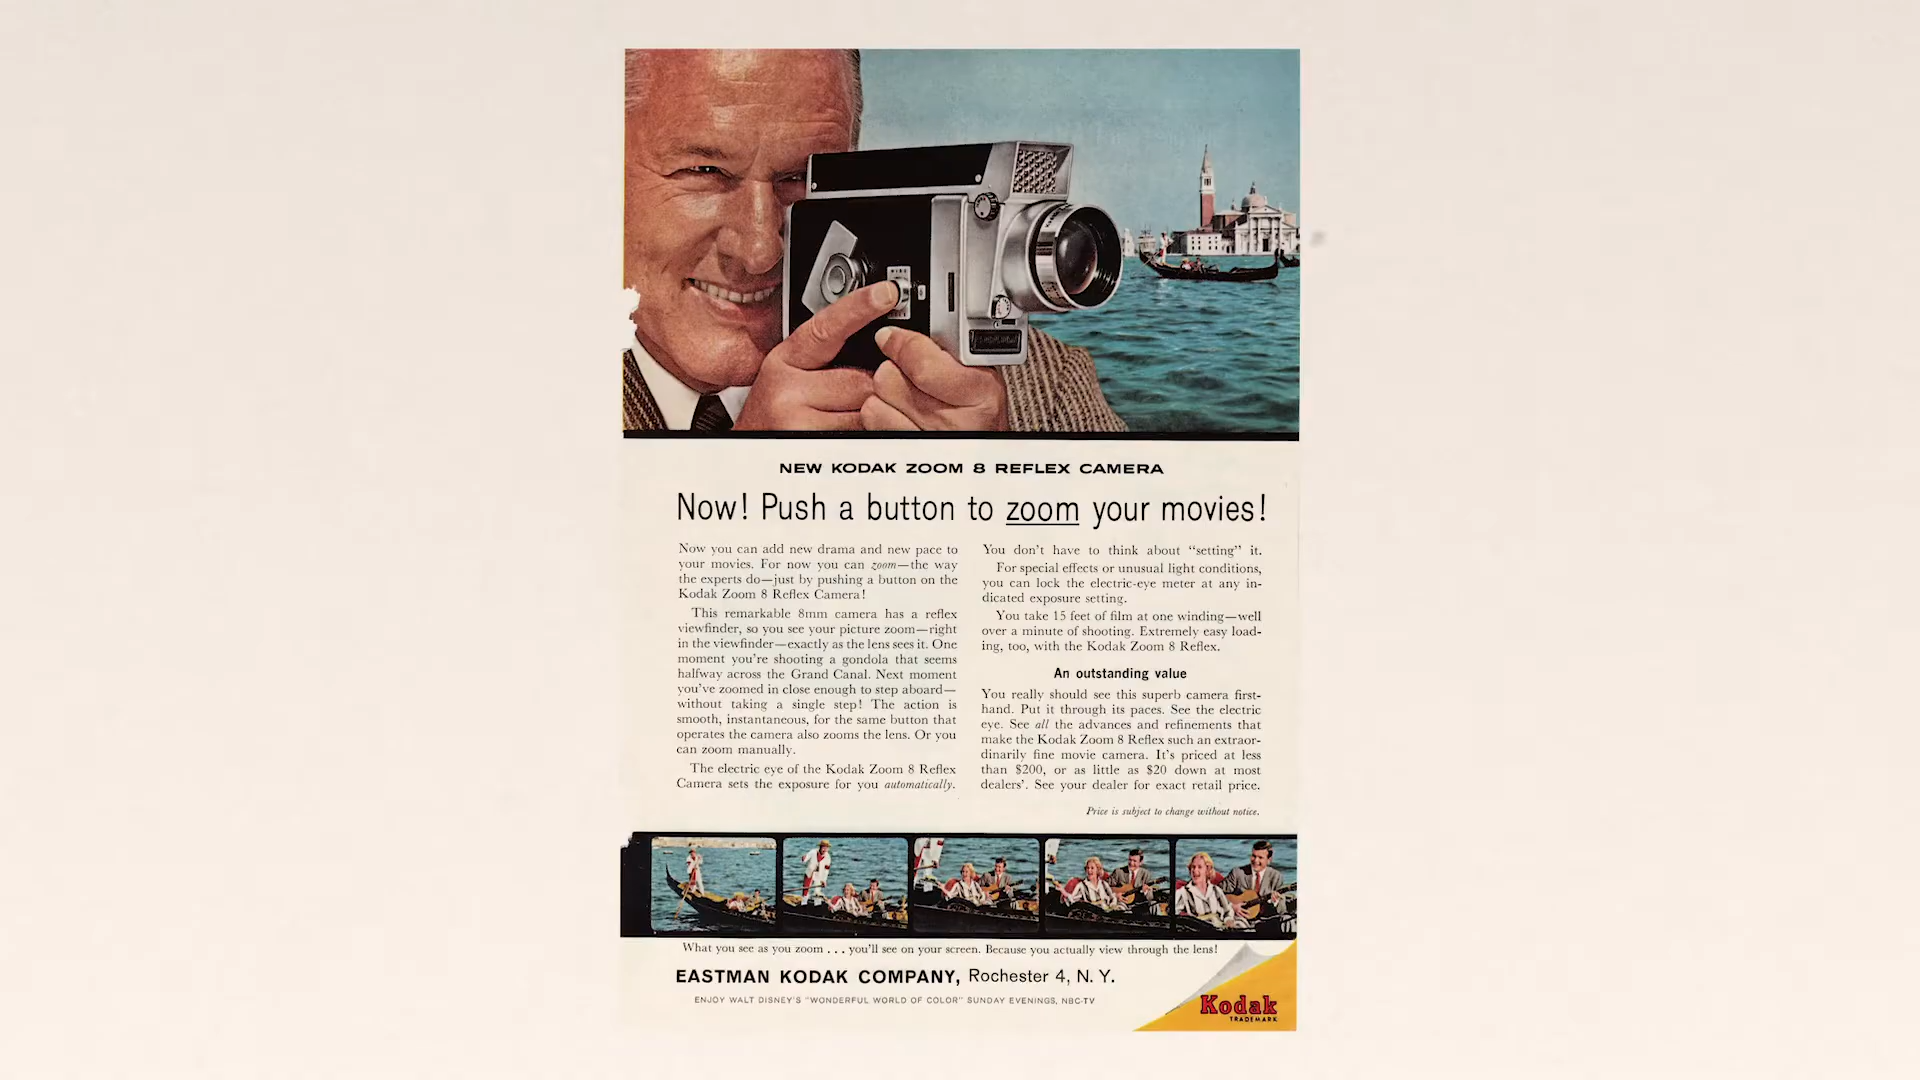 NEW KODAK ZOOM 8 REFLEX CAMERA
Now! Push a button to zoom your movies!
Now you can add new drama and new pace to
your movies. For now you can zoom—the way
the experts do—just by pushing a button on the
Kodak Zoom 8 Reflex Camera!
This remarkable 8mm camera has a reflex
viewfinder, so you see your picture zoom—right
in the viewfinder—exactly as the lens sees it. One
moment you're shooting a gondola that seems
halfway across the Grand Canal. Next moment
you've zoomed in close enough to step aboard—
without taking a single step! The action is
smooth, instantaneous, for the same button that
operates the camera also zooms the lens. Or you
can zoom manually.
The electric eye of the Kodak Zoom 8 Reflex
Camera sets the exposure for you automatically.
You don't have to think about "setting" it.
For special effects or unusual light conditions,
you can lock the electric-eye meter at any in-
dicated exposure setting.
You take 15 feet of film at one winding—well
over a minute of shooting. Extremely easy load-
ing, too, with the Kodak Zoom 8 Reflex.
An outstanding value
You really should see this superb camera first-
hand. Put it through its paces. See the electric
eye. See all the advances and refinements that
make the Kodak Zoom 8 Reflex such an extraor-
dinarily fine movie camera. It's priced at less
than $200, or as little as $20 down at most
dealers'. See your dealer for exact retail price.
Price is subject to change without notice.
What you see as you zoom . . . you'll see on your screen. Because you actually view through the lens!
EASTMAN KODAK COMPANY, Rochester 4, N. Y.
ENJOY WALT DISNEY'S "WONDERFUL WORLD OF COLOR" SUNDAY EVENINGS, NBC-TV
Kodak
TRADEMARK